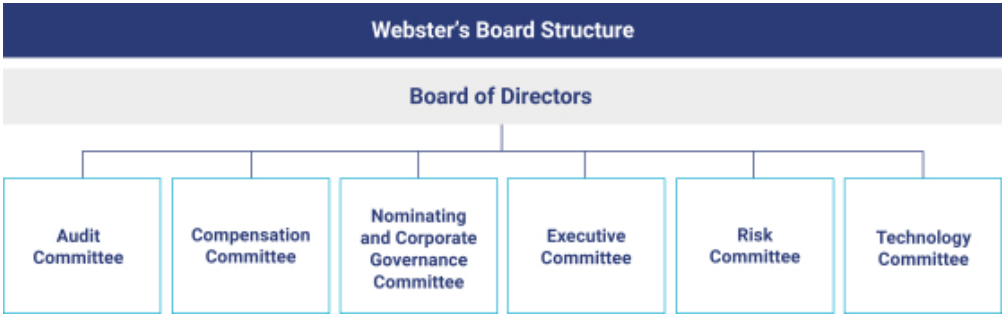 Webster's Board Structure
Board of Directors
Audit
Committee
Compensation
Committee
Nominating
and Corporate
Governance
Committee
Executive
Committee
Risk
Committee
Technology
Committee